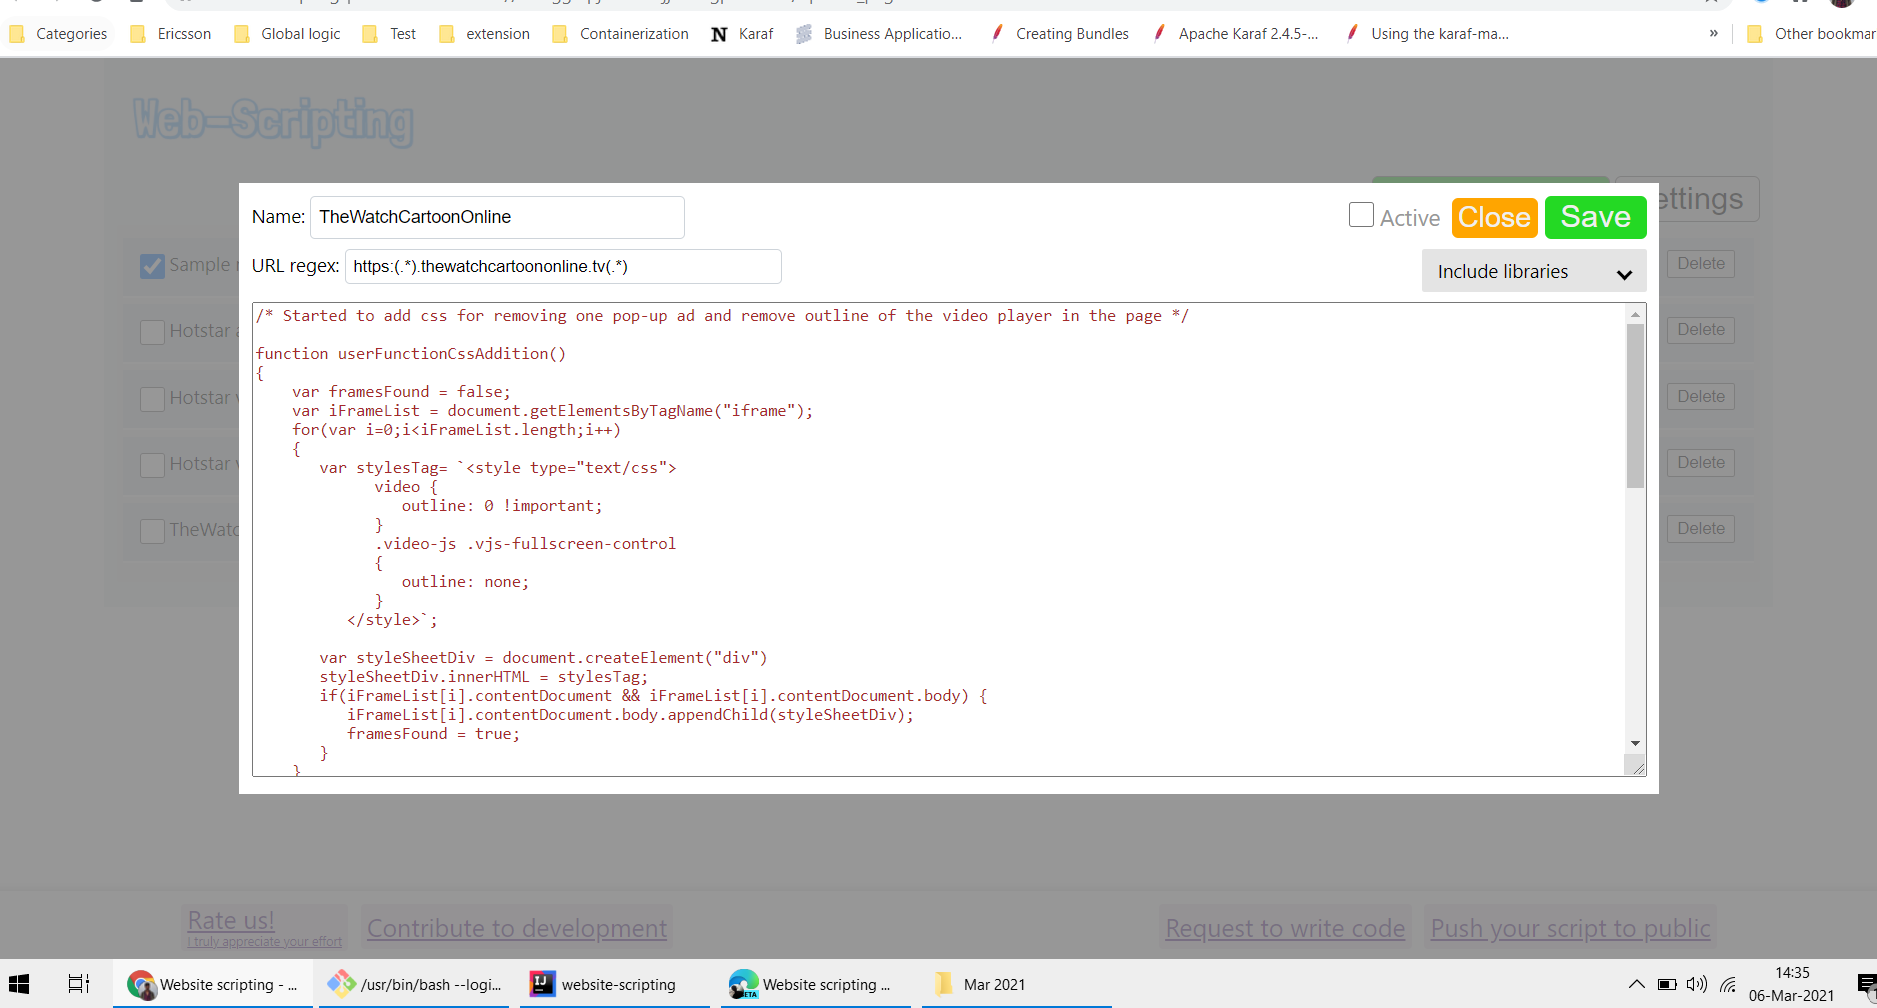 Categories Ericsson Global logic Test extension Containerization Karaf Business Applicatio... Creating Bundles Apache Karaf 2.4.5-... Using the karaf-ma... » Other bookmar
Web-Scripting
ettings
Name: TheWatchCartoonOnline Active Close Save
URL regex: https:(.*).thewatchcartoononline.tv(.*) Include libraries
Sample Delete
Hotstar Delete
Hotstar Delete
Hotstar Delete
TheWatc Delete
/* Started to add css for removing one pop-up ad and remove outline of the video player in the page */
function userFunctionCssAddition()
{
var framesFound = false;
var iFrameList = document.getElementsByTagName("iframe");
for(var i=0;i<iFrameList.length;i++)
{
var stylesTag= `<style type="text/css">
video {
outline: 0 !important;
}
.video-js .vjs-fullscreen-control
{
outline: none;
}
</style>`;
var styleSheetDiv = document.createElement("div")
styleSheetDiv.innerHTML = stylesTag;
if(iFrameList[i].contentDocument && iFrameList[i].contentDocument.body) {
iFrameList[i].contentDocument.body.appendChild(styleSheetDiv);
framesFound = true;
}
}
Rate us!
I truly appreciate your effort
Contribute to development
Request to write code
Push your script to public
Website scripting - ... /usr/bin/bash --logi... website-scripting Website scripting ... Mar 2021
14:35
06-Mar-2021